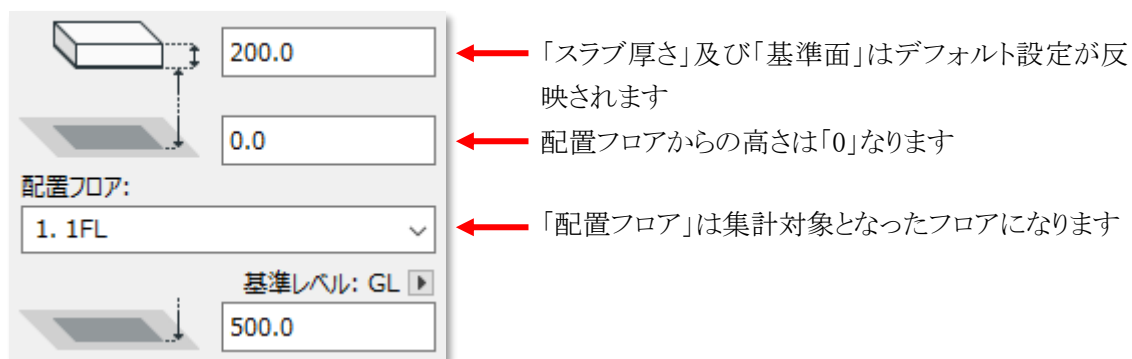 200.0
「スラブ厚さ」及び「基準面」はデフォルト設定が反
映されます
0.0
配置フロアからの高さは「0」なります
配置フロア:
1. 1FL
「配置フロア」は集計対象となったフロアになります
基準レベル: GL
500.0